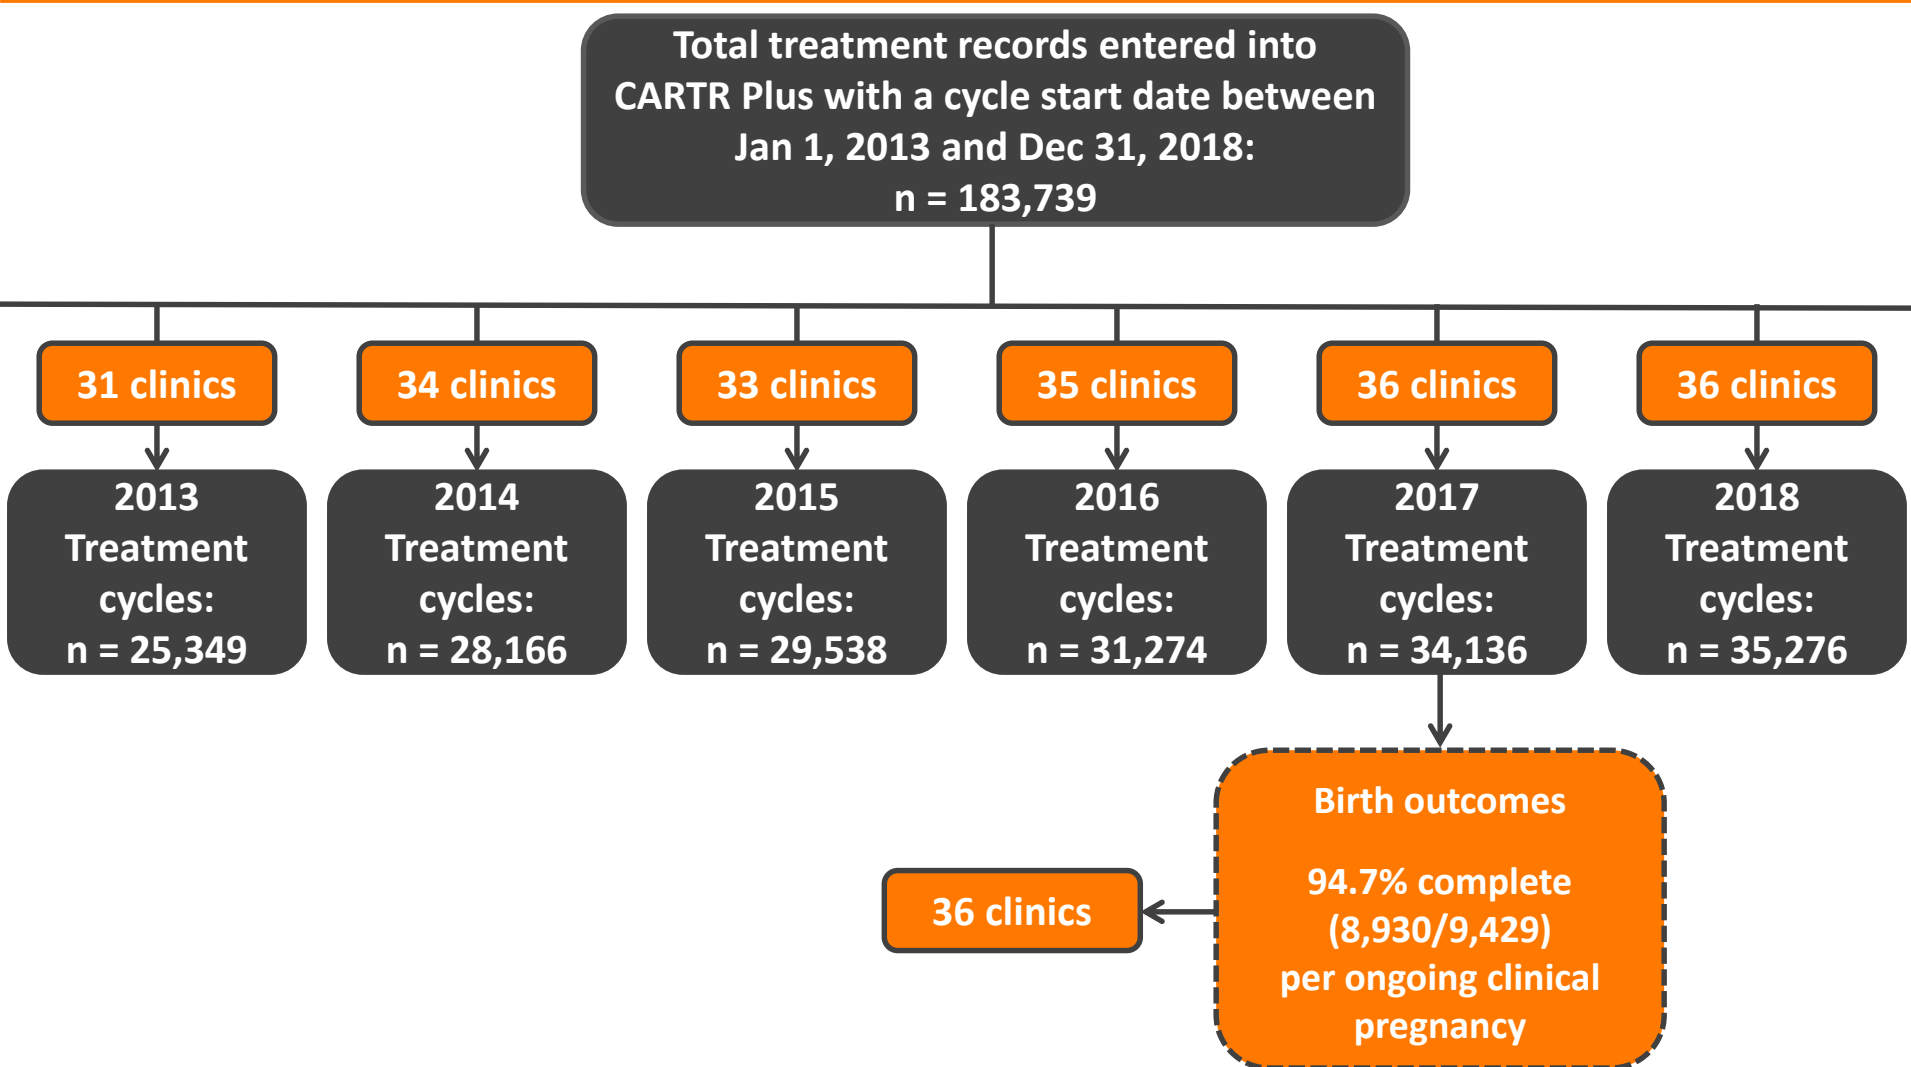 Total treatment records entered into
CARTR Plus with a cycle start date between
Jan 1, 2013 and Dec 31, 2018:
n = 183,739
31 clinics
34 clinics
33 clinics
35 clinics
36 clinics
36 clinics
2013
Treatment
cycles:
n = 25,349
2014
Treatment
cycles:
n = 28,166
2015
Treatment
cycles:
n = 29,538
2016
Treatment
cycles:
n = 31,274
2017
Treatment
cycles:
n = 34,136
2018
Treatment
cycles:
n = 35,276
36 clinics
Birth outcomes
94.7% complete
(8,930/9,429)
per ongoing clinical
pregnancy